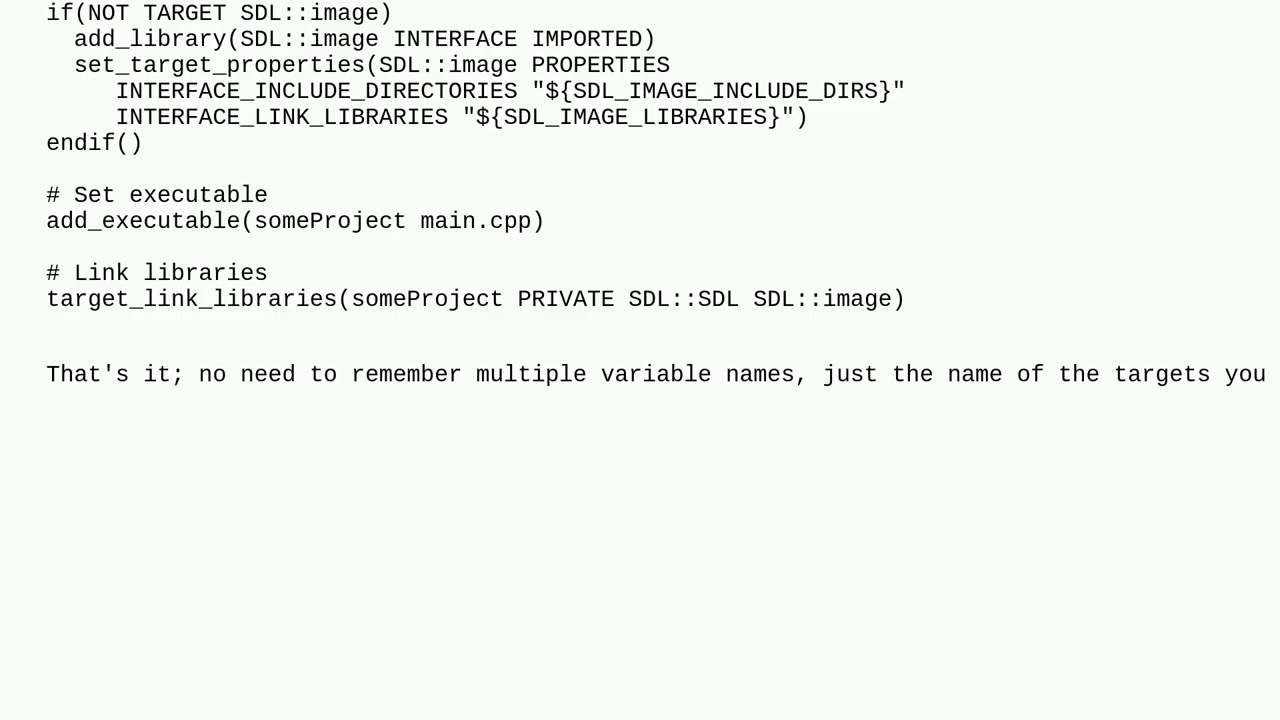 if(NOT TARGET SDL::image)
  add_library(SDL::image INTERFACE IMPORTED)
  set_target_properties(SDL::image PROPERTIES
     INTERFACE_INCLUDE_DIRECTORIES "${SDL_IMAGE_INCLUDE_DIRS}"
     INTERFACE_LINK_LIBRARIES "${SDL_IMAGE_LIBRARIES}")
endif()

# Set executable
add_executable(someProject main.cpp)

# Link libraries
target_link_libraries(someProject PRIVATE SDL::SDL SDL::image)

That's it; no need to remember multiple variable names, just the name of the targets you